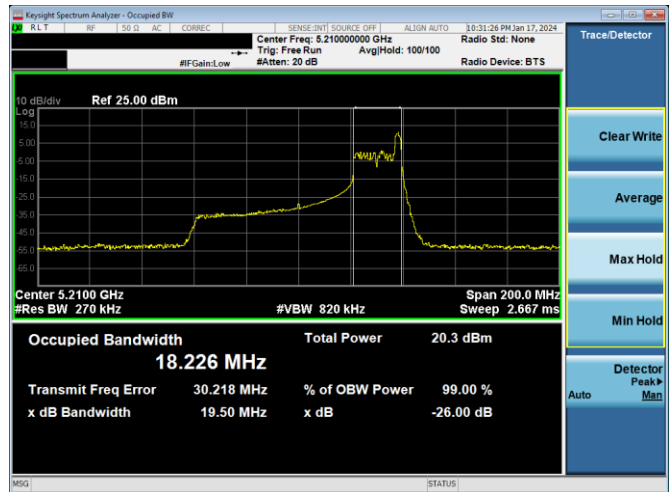 Keysight Spectrum Analyzer - Occupied BW
RLT RF 50 Ω AC CORREC SENSE:INT SOURCE OFF ALIGN AUTO 10:31:26 PM Jan 17, 2024
Center Freq: 5.210000000 GHz Radio Std: None
Trig: Free Run Avg|Hold: 100/100
#IFGain:Low #Atten: 20 dB Radio Device: BTS
Trace/Detector
10 dB/div Ref 25.00 dBm
Log
15.0
5.00
-5.00
-15.0
-25.0
-35.0
-45.0
-55.0
-65.0
Center 5.2100 GHz Span 200.0 MHz
#Res BW 270 kHz #VBW 820 kHz Sweep 2.667 ms
Occupied Bandwidth Total Power 20.3 dBm
18.226 MHz
Transmit Freq Error 30.218 MHz % of OBW Power 99.00 %
x dB Bandwidth 19.50 MHz x dB -26.00 dB
Clear Write
Average
Max Hold
Min Hold
Detector
Peak▶
Auto Man
MSG STATUS